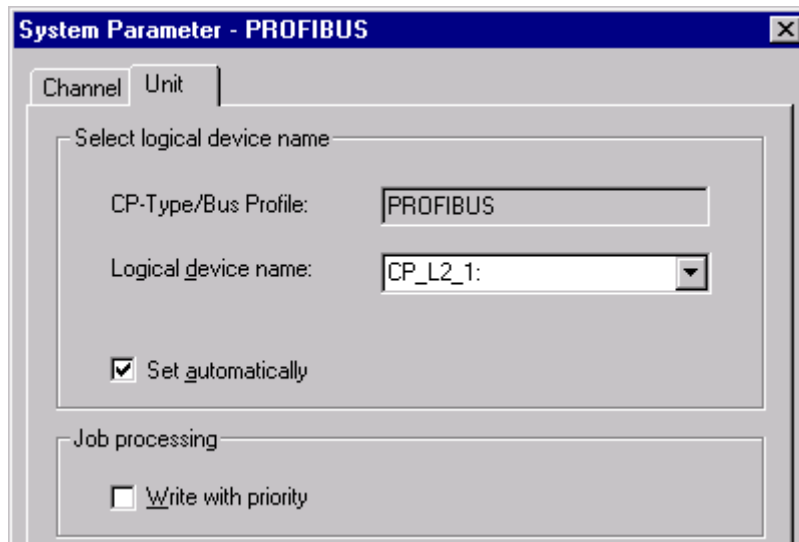 System Parameter - PROFIBUS
Channel Unit
Select logical device name
CP-Type/Bus Profile: PROFIBUS
Logical device name: CP_L2_1:
Set automatically
Job processing
Write with priority